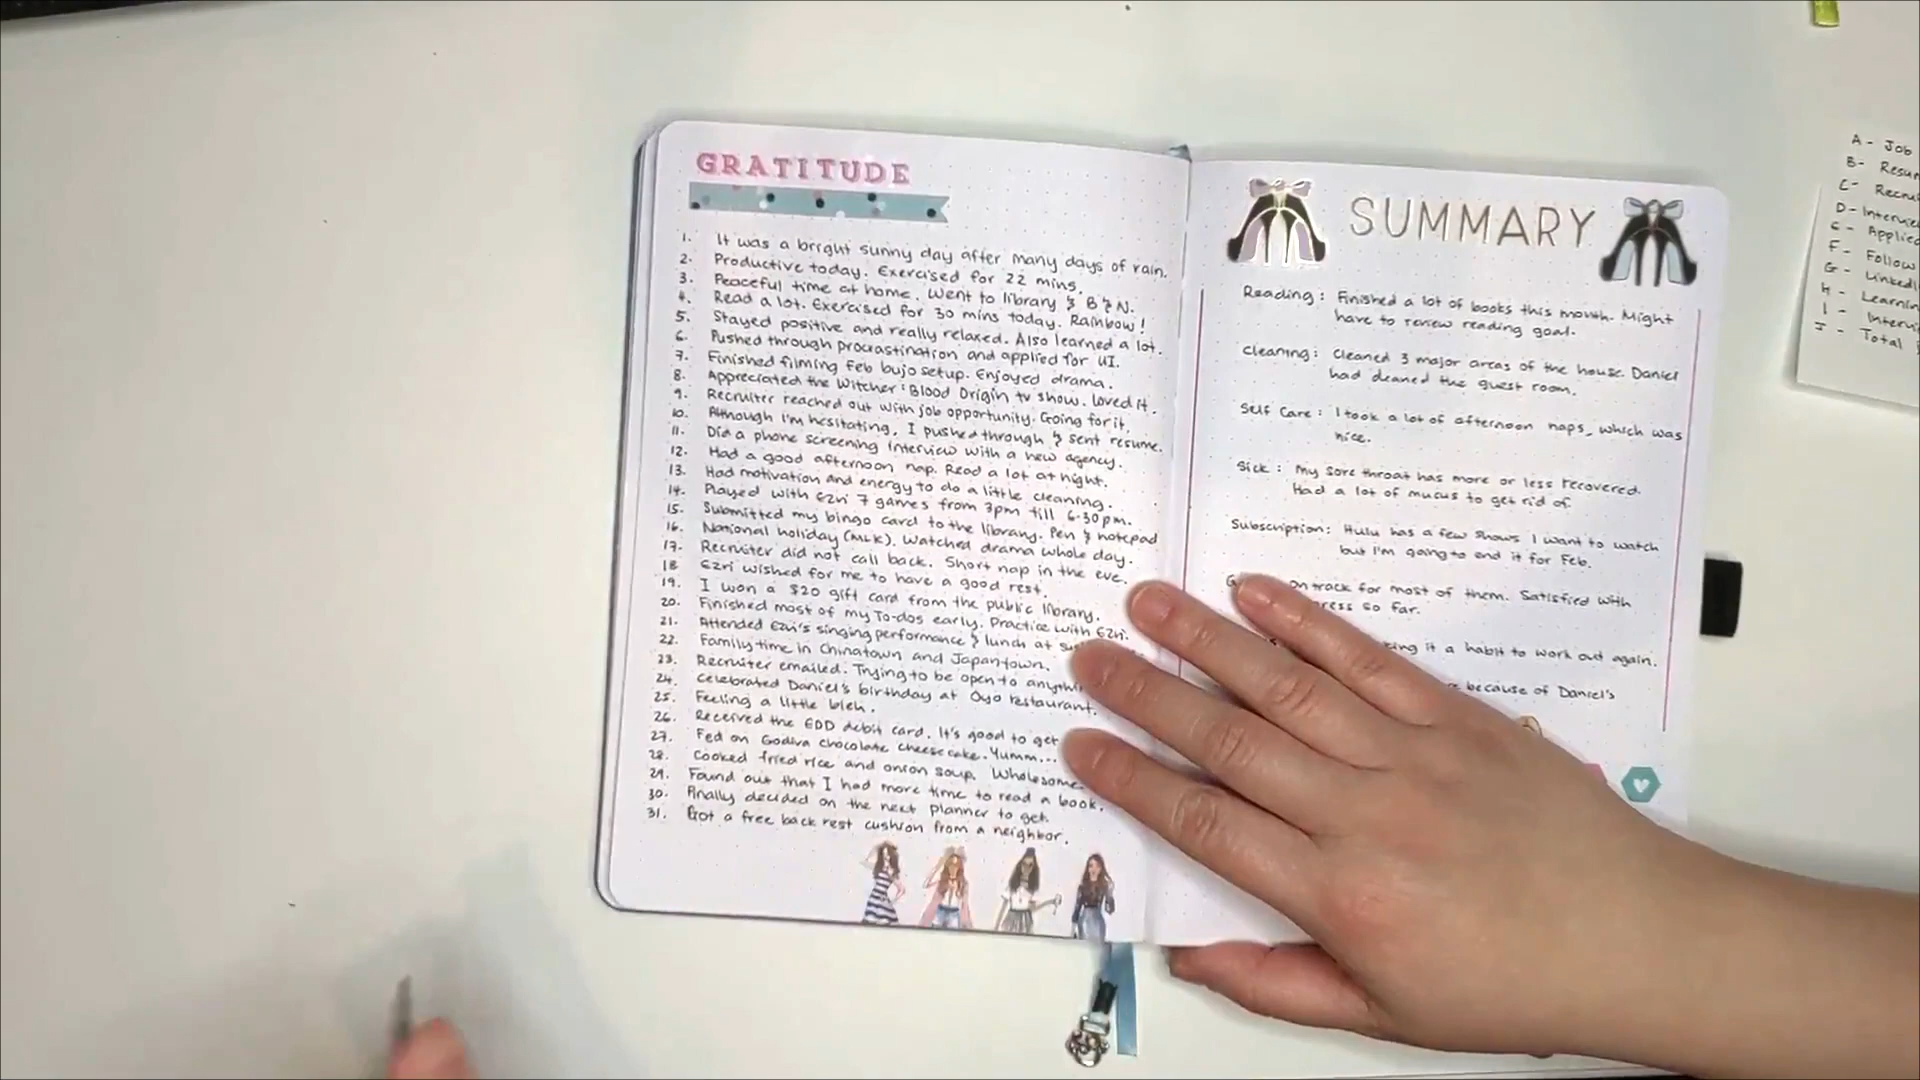 GRATITUDE
1. It was a bright sunny day after many days of rain.
2. Productive today. Exercised for 22 mins.
3. Peaceful time at home. Went to library & B & N.
4. Read a lot. Exercised for 30 mins today. Rainbow!
5. Stayed positive and really relaxed. Also learned a lot.
6. Pushed through procrastination and applied for UI.
7. Finished filming Feb bujo setup. Enjoyed drama.
8. Appreciated the Witcher: Blood Origin tv show. Loved it.
9. Recruiter reached out with job opportunity. Going for it.
10. Although I'm hesitating, I pushed through & sent resume.
11. Did a phone screening interview with a new agency.
12. Had a good afternoon nap. Read a lot at night.
13. Had motivation and energy to do a little cleaning.
14. Played with Ezri 7 games from 3pm till 6:30pm.
15. Submitted my bingo card to the library. Pen & notepad
16. National holiday (MLK). Watched drama whole day.
17. Recruiter did not call back. Short nap in the eve.
18 Ezri wished for me to have a good rest.
19. I won a $20 gift card from the public library.
20. Finished most of my To-dos early. Practice with Ezri.
21. Attended Ezri's singing performance & lunch at
22. Family time in Chinatown and Japantown.
23. Recruiter emailed. Trying to be open to
24. Celebrated Daniel's birthday at Oyo restaurant.
25. Feeling a little bleh.
26. Received the EDD debit card. It's good to get
27. Fed on Godiva chocolate cheesecake. Yumm...
28. Cooked fried rice and onion soup. Wholesome
29. Found out that I had more time to read a book.
30. Finally decided on the next planner to get.
31. Got a free back rest cushion from a neighbor.
SUMMARY
Reading: Finished a lot of books this month. Might
have to review reading goal.
Cleaning: Cleaned 3 major areas of the house. Daniel
had cleaned the guest room.
Self Care: I took a lot of afternoon naps, which was
nice.
Sick: My sore throat has more or less recovered.
Had a lot of mucus to get rid of.
Subscription: Hulu has a few shows I want to watch
but I'm going to end it for Feb.
on track for most of them. Satisfied with
so far.
it a habit to work out again.
because of Daniel's
A - Job
B-
C-
D-
E -
F - Follow
G -
H -
I -
J - Total